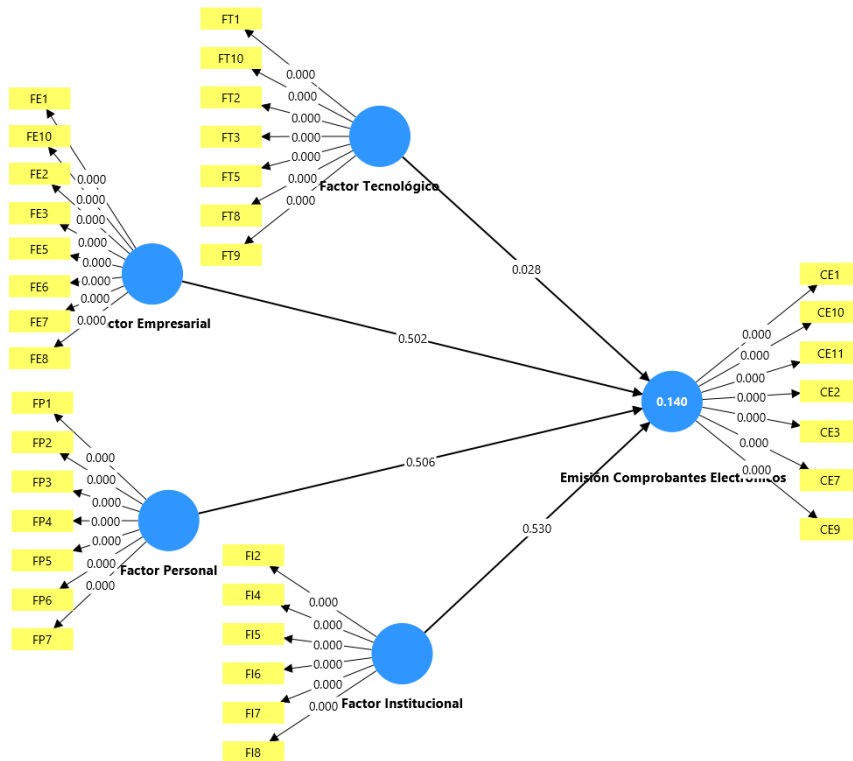 FT1
FT10
FT2
FT3
FT5
FT8
FT9
0.000
0.000
0.000
0.000
0.000
0.000
0.000
Factor Tecnológico
FE1
FE10
FE2
FE3
FE5
FE6
FE7
FE8
0.000
0.000
0.000
0.000
0.000
0.000
0.000
0.000
ctor Empresarial
0.028
0.502
0.506
0.530
CE1
CE10
CE11
CE2
CE3
CE7
CE9
0.000
0.000
0.000
0.000
0.000
0.000
0.000
0.140
Emisión Comprobantes Electrónicos
FP1
FP2
FP3
FP4
FP5
FP6
FP7
0.000
0.000
0.000
0.000
0.000
0.000
0.000
Factor Personal
FI2
FI4
FI5
FI6
FI7
FI8
0.000
0.000
0.000
0.000
0.000
0.000
Factor Institucional